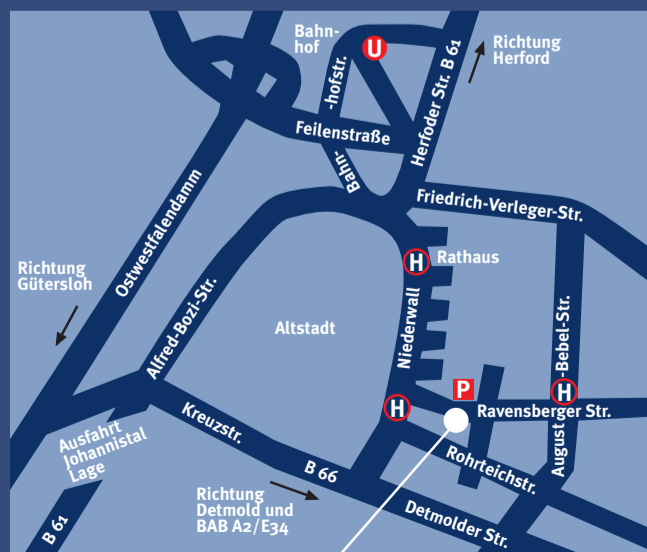 Bahn-
hof
U
Richtung
Herford
Herfoder Str. B 61
-hofstr.
Feilenstraße
Bahn-
Friedrich-Verleger-Str.
Ostwestfalendamm
H
Rathaus
Richtung
Gütersloh
Alfred-Bozi-Str.
Altstadt
Niederwall
-Bebel-Str.
P
H
H
Ravensberger Str.
August
Kreuzstr.
Ausfahrt
Johannistal
Lage
Rohrteichstr.
B 66
Richtung
Detmold und
BAB A2/E34
Detmolder Str.
B 61